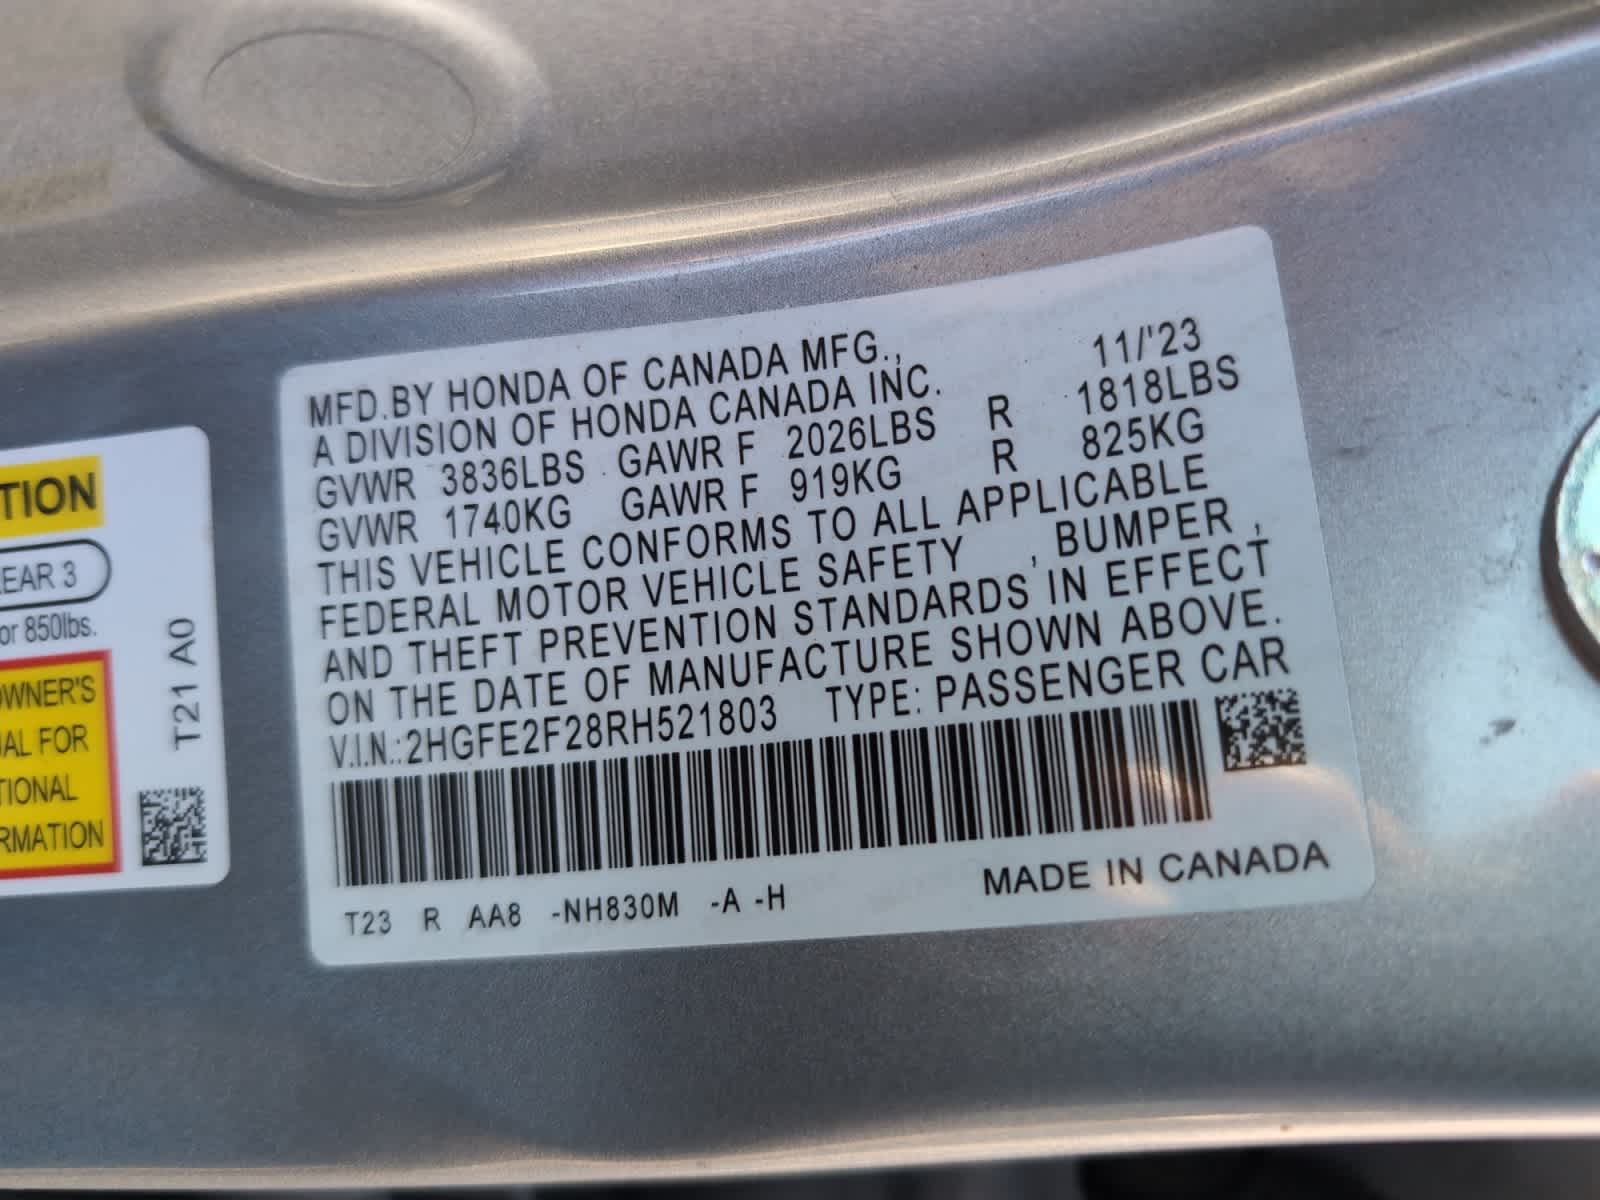 TION
EAR 3
or 850lbs.
OWNER'S
UAL FOR
TIONAL
RMATION
T21 A0
MFD.BY HONDA OF CANADA MFG., 11/'23
A DIVISION OF HONDA CANADA INC.
GVWR 3836LBS GAWR F 2026LBS R 1818LBS
GVWR 1740KG GAWR F 919KG R 825KG
THIS VEHICLE CONFORMS TO ALL APPLICABLE
FEDERAL MOTOR VEHICLE SAFETY , BUMPER ,
AND THEFT PREVENTION STANDARDS IN EFFECT
ON THE DATE OF MANUFACTURE SHOWN ABOVE.
V.I.N.:2HGFE2F28RH521803 TYPE: PASSENGER CAR
T23 R AA8 -NH830M -A -H MADE IN CANADA